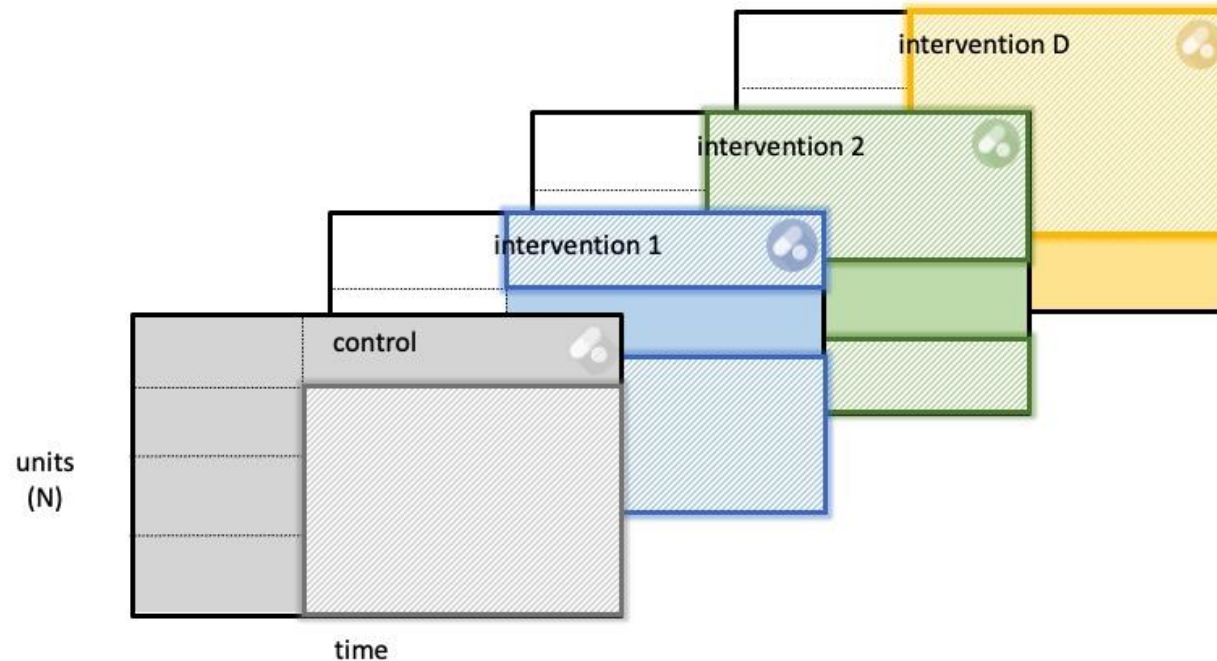 intervention D
intervention 2
intervention 1
control
units
(N)
time